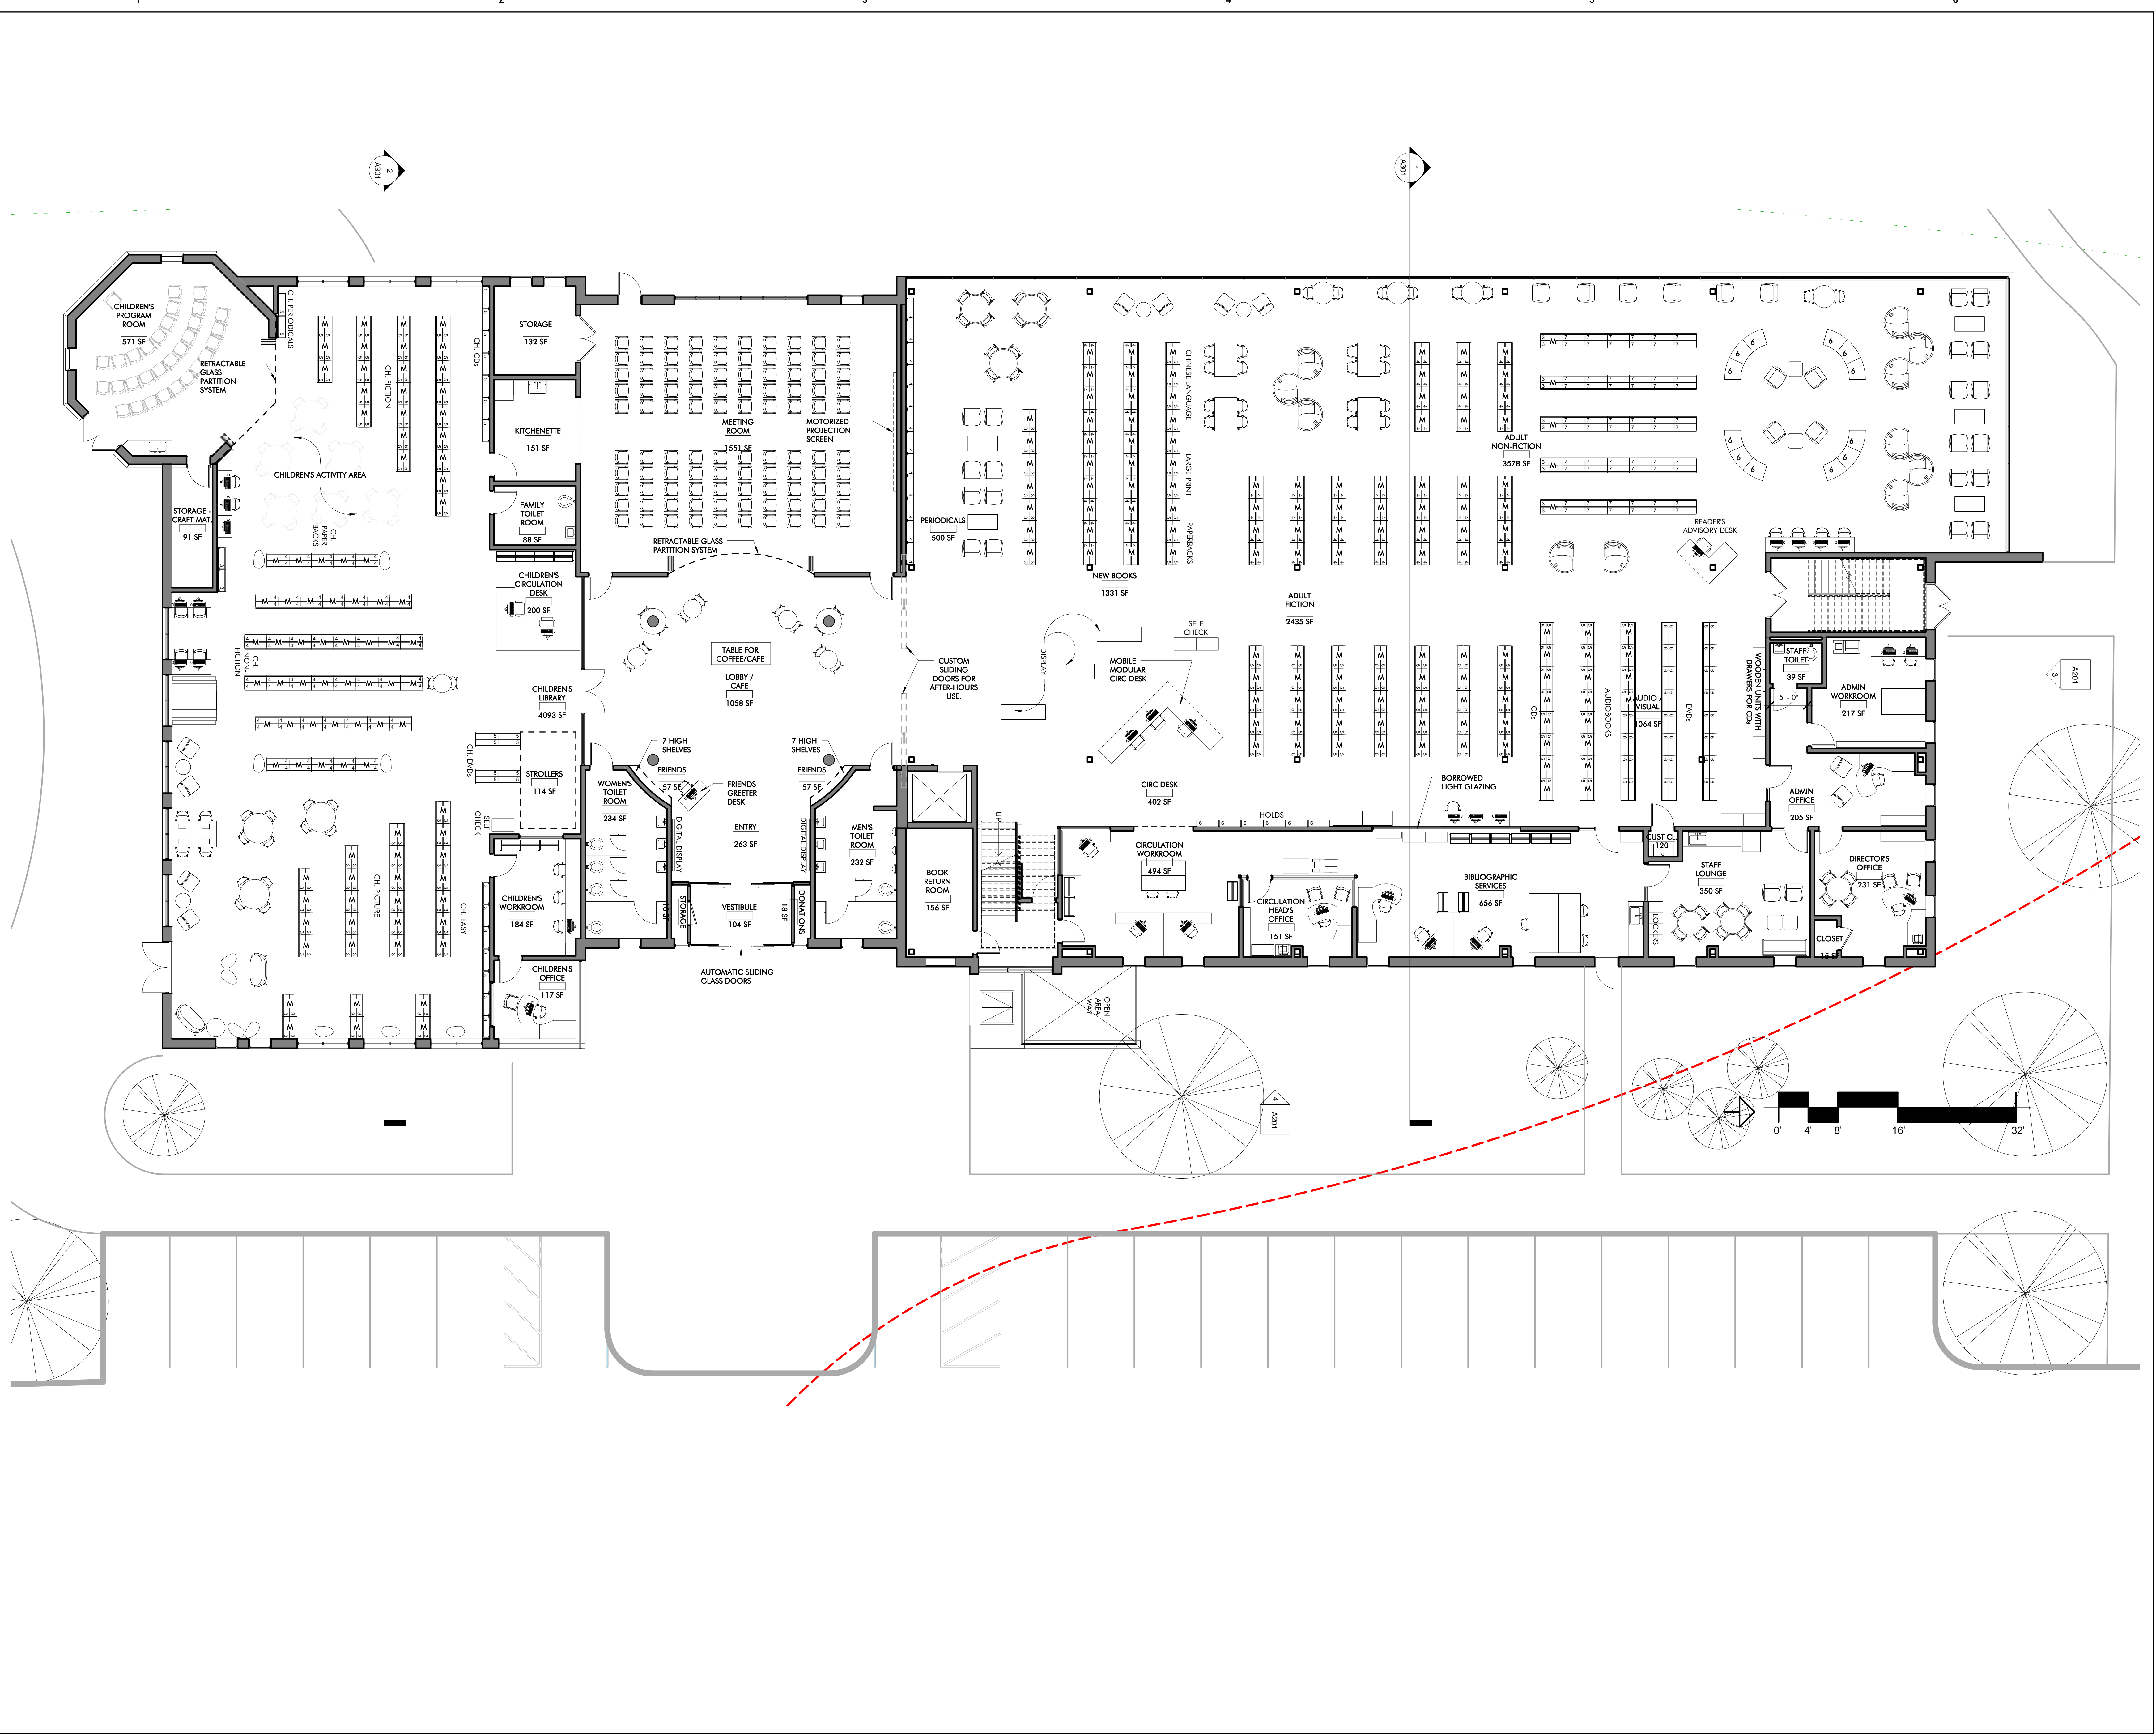 1
2
3
4
5
6
2
A301
1
A301
CHILDREN'S
PROGRAM
ROOM
571 SF
RETRACTABLE
GLASS
PARTITION
SYSTEM
CH. PERIODICALS
CH. FICTION
CH. CDs
CHILDREN'S ACTIVITY AREA
STORAGE -
CRAFT MAT.
91 SF
CH.
PAPER
BACKS
CH.
NON-
FICTION
STORAGE
132 SF
KITCHENETTE
151 SF
FAMILY
TOILET
ROOM
88 SF
CHILDREN'S
CIRCULATION
DESK
200 SF
MEETING
ROOM
1551 SF
MOTORIZED
PROJECTION
SCREEN
RETRACTABLE GLASS
PARTITION SYSTEM
PERIODICALS
500 SF
CHINESE LANGUAGE
LARGE PRINT
PAPERBACKS
NEW BOOKS
1331 SF
ADULT
FICTION
2435 SF
ADULT
NON-FICTION
3578 SF
READER'S
ADVISORY DESK
TABLE FOR
COFFEE/CAFE
LOBBY /
CAFE
1058 SF
CUSTOM
SLIDING
DOORS FOR
AFTER-HOURS
USE.
DISPLAY
SELF
CHECK
MOBILE
MODULAR
CIRC DESK
CHILDREN'S
LIBRARY
4093 SF
CH. DVDs
STROLLERS
114 SF
SELF
CHECK
7 HIGH
SHELVES
7 HIGH
SHELVES
FRIENDS
57 SF
FRIENDS
57 SF
FRIENDS
GREETER
DESK
WOMEN'S
TOILET
ROOM
234 SF
DIGITAL DISPLAY
ENTRY
263 SF
DIGITAL DISPLAY
MEN'S
TOILET
ROOM
232 SF
CIRC DESK
402 SF
HOLDS
BORROWED
LIGHT GLAZING
CDs
AUDIOBOOKS
AUDIO /
VISUAL
1064 SF
DVDs
WOODEN UNITS WITH
DRAWERS FOR CDs
STAFF
TOILET
39 SF
5' - 0"
ADMIN
WORKROOM
217 SF
ADMIN
OFFICE
205 SF
3
A201
CH. PICTURE
CH. EASY
CHILDREN'S
WORKROOM
184 SF
CHILDREN'S
OFFICE
117 SF
STORAGE
18 SF
VESTIBULE
104 SF
DONATIONS
18 SF
AUTOMATIC SLIDING
GLASS DOORS
BOOK
RETURN
ROOM
156 SF
UP
CIRCULATION
WORKROOM
494 SF
CIRCULATION
HEAD'S
OFFICE
151 SF
BIBLIOGRAPHIC
SERVICES
656 SF
CUST CL.
120
STAFF
LOUNGE
350 SF
LOCKERS
DIRECTOR'S
OFFICE
231 SF
CLOSET
15 SF
OPEN
AREA
WAY
4
A201
0'
4'
8'
16'
32'